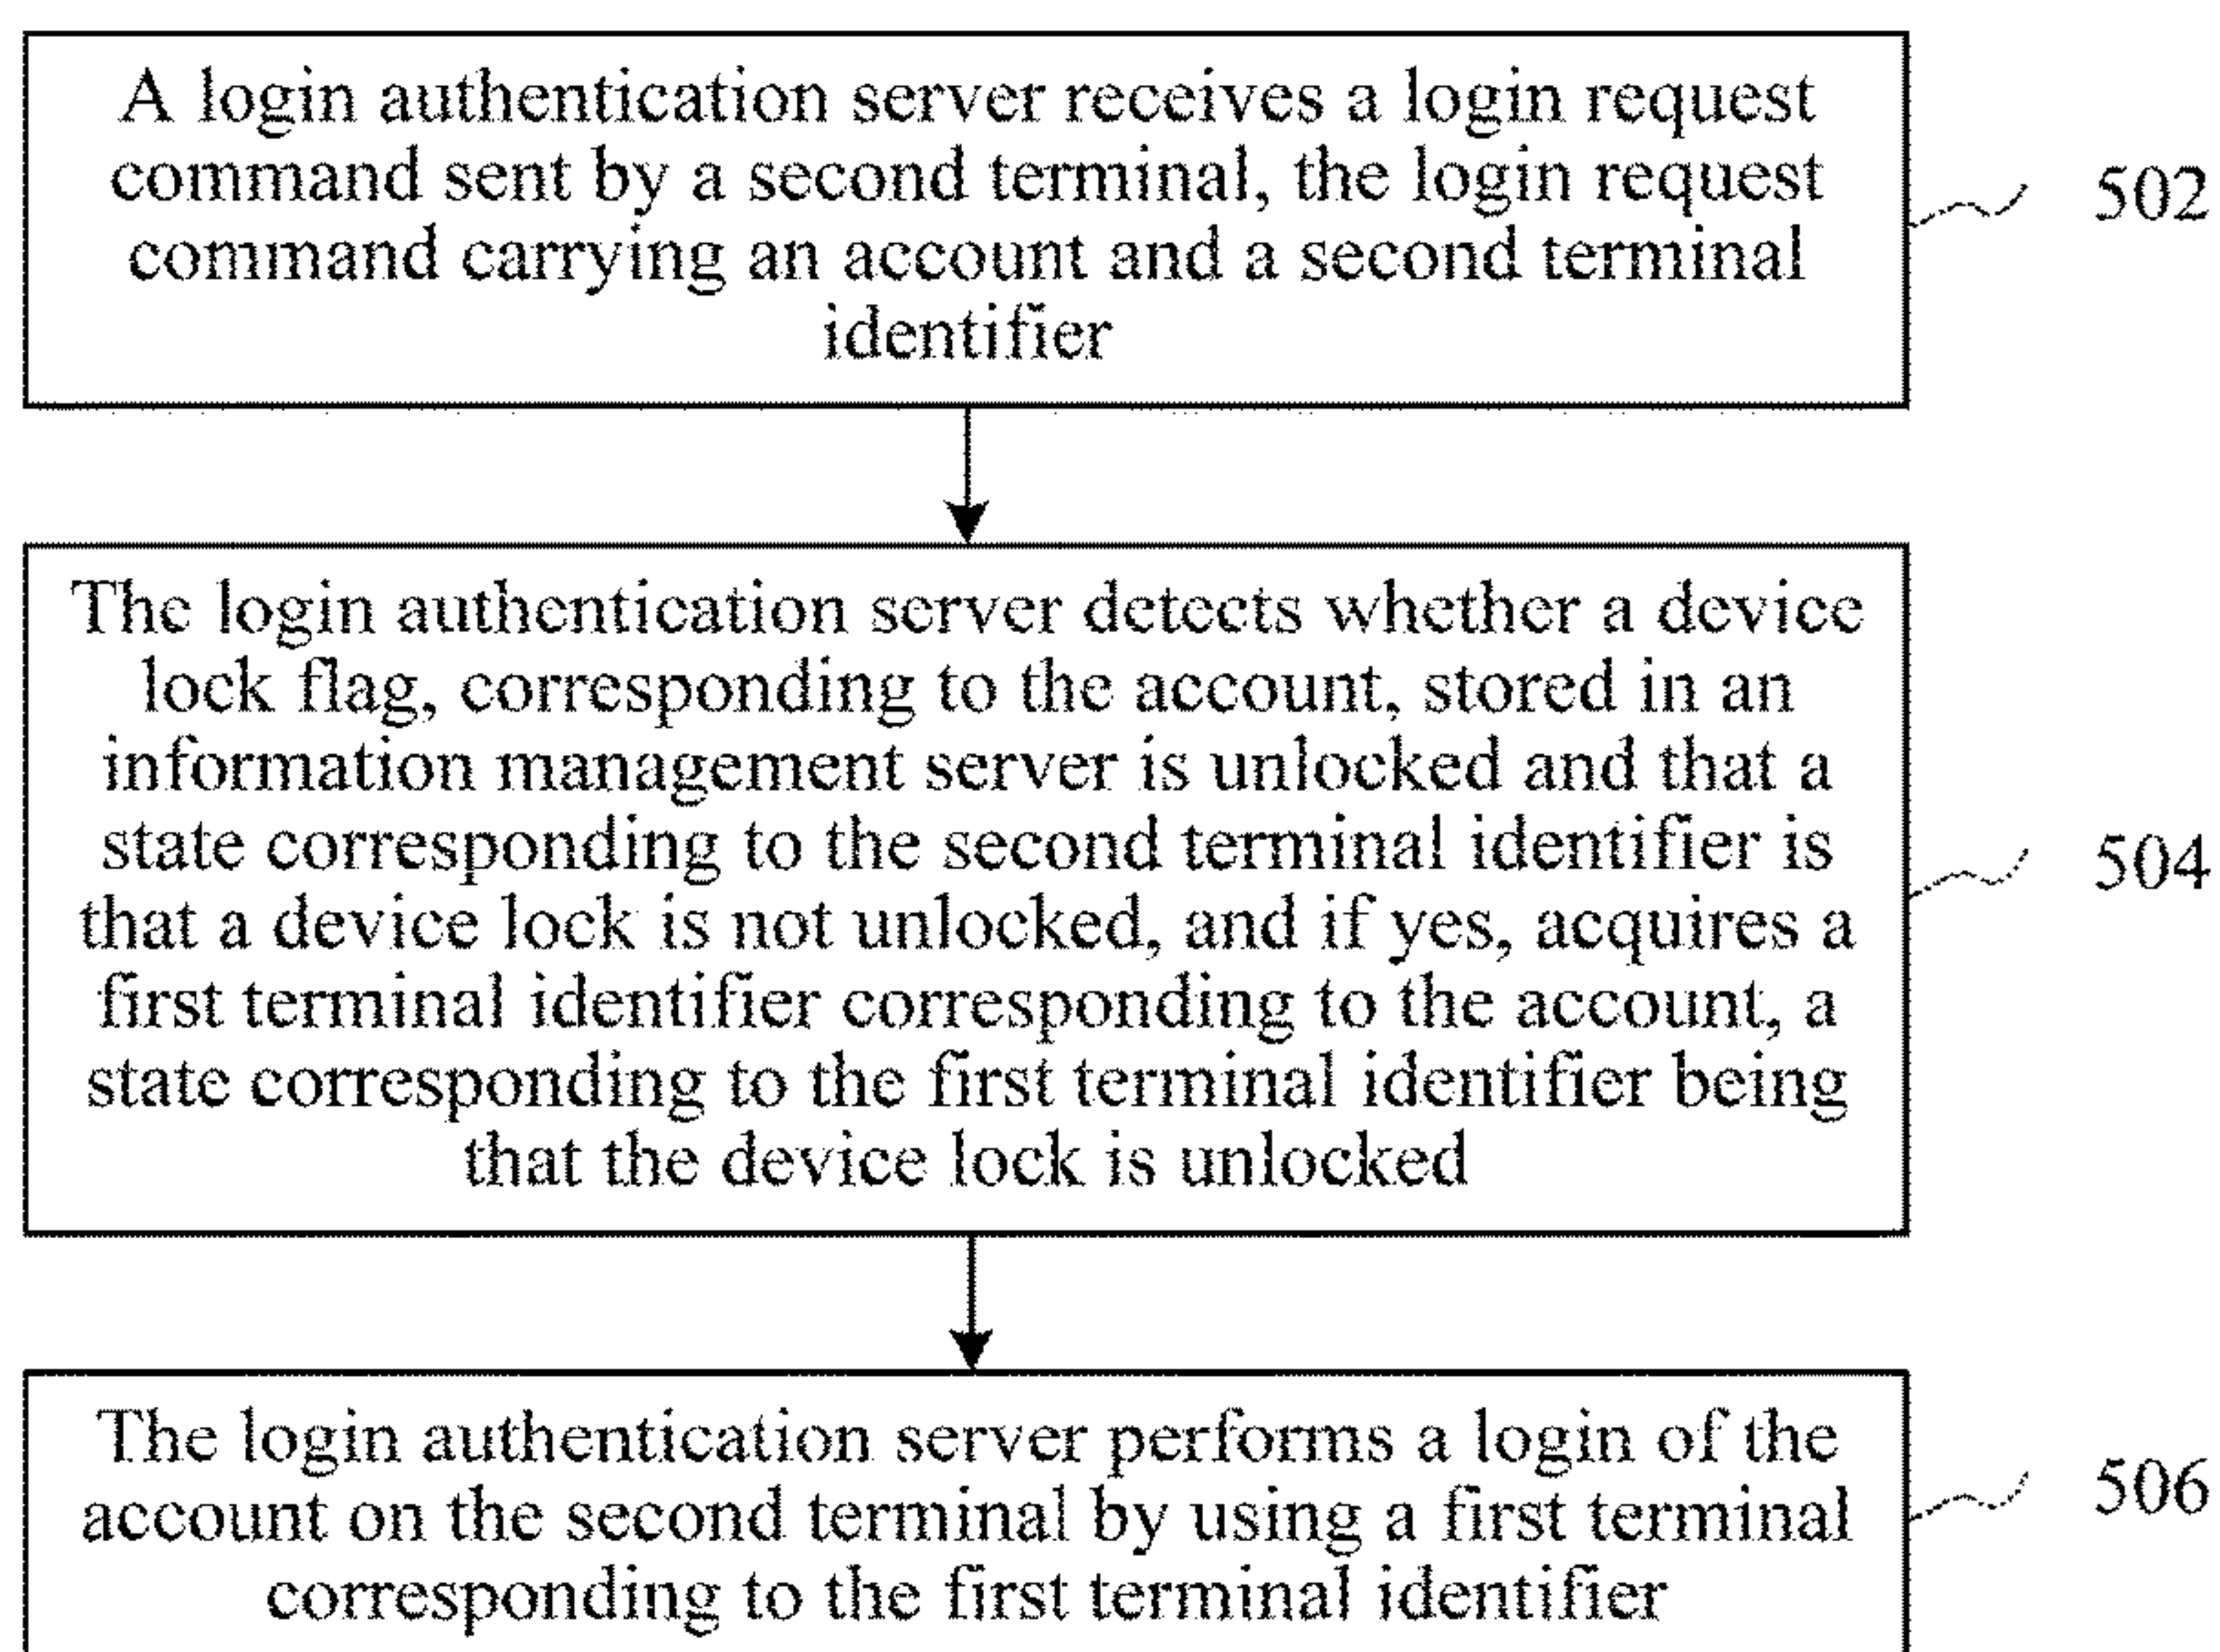 A login authentication server receives a login request
command sent by a second terminal, the login request
command carrying an account and a second terminal
identifier
502
The login authentication server detects whether a device
lock flag, corresponding to the account, stored in an
information management server is unlocked and that a
state corresponding to the second terminal identifier is
that a device lock is not unlocked, and if yes, acquires a
first terminal identifier corresponding to the account, a
state corresponding to the first terminal identifier being
that the device lock is unlocked
504
The login authentication server performs a login of the
account on the second terminal by using a first terminal
corresponding to the first terminal identifier
506